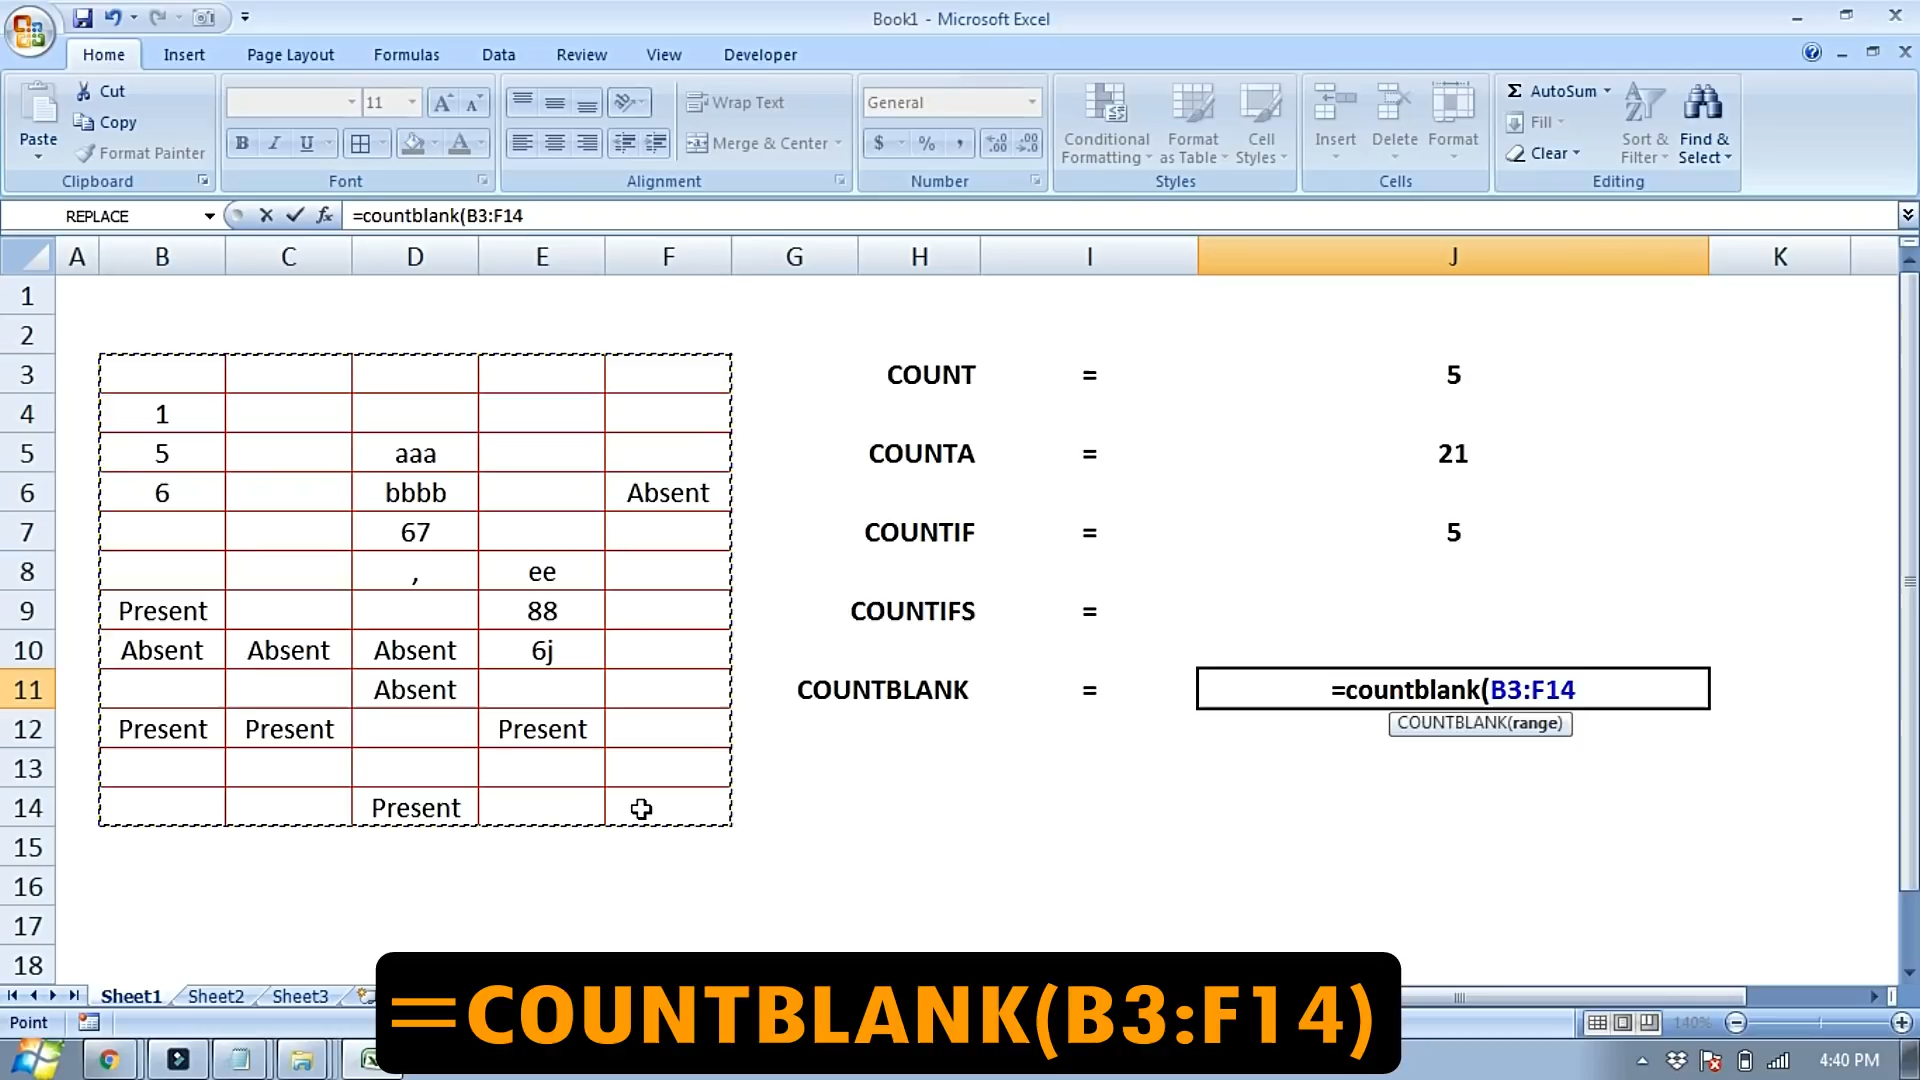 Book1 - Microsoft Excel
Home Insert Page Layout Formulas Data Review View Developer
Cut
Copy
Format Painter
Paste
Clipboard
11 A A
B I U A
Font
Wrap Text
Merge & Center
Alignment
General
$ % ,
Number
Conditional Formatting
Format as Table
Cell Styles
Styles
Insert Delete Format
Cells
Σ AutoSum
Fill
Clear
Sort & Filter
Find & Select
Editing
REPLACE fx =countblank(B3:F14
A B C D E F G H I J K
1
2
3 COUNT = 5
4 1
5 5 aaa COUNTA = 21
6 6 bbbb Absent
7 67 COUNTIF = 5
8 , ee
9 Present 88 COUNTIFS =
10 Absent Absent Absent 6j
11 Absent COUNTBLANK = =countblank(B3:F14
COUNTBLANK(range)
12 Present Present Present
13
14 Present
15
16
17
18
Sheet1 Sheet2 Sheet3
=COUNTBLANK(B3:F14)
Point 140%
4:40 PM